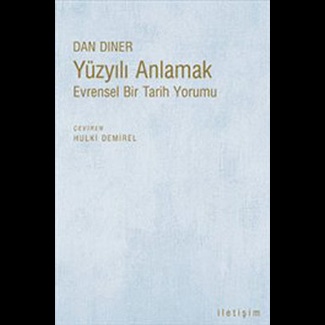 DAN DINER
Yüzyılı Anlamak
Evrensel Bir Tarih Yorumu
ÇEVİREN
HULKİ DEMİREL
iletişim